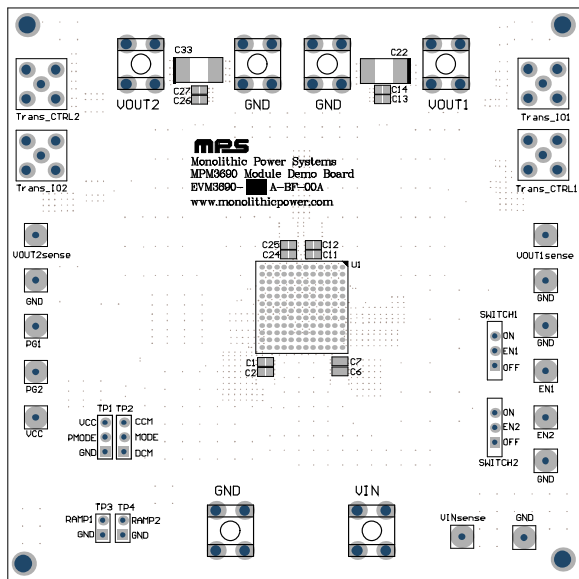 C33
C22
VOUT2
GND
GND
VOUT1
C27
C26
C14
C13
Trans_CTRL2
Trans_IO1
MPS
Monolithic Power Systems
MPM3690 Module Demo Board
EVM3690- A-BF-00A
www.monolithicpower.com
Trans_IO2
Trans_CTRL1
VOUT2sense
VOUT1sense
C25
C12
C24
C11
U1
GND
GND
SWITCH1
PG1
ON
EN1
OFF
GND
C1
C2
C7
C6
PG2
EN1
VCC
TP1 TP2
VCC
CCM
PMODE
MODE
GND
DCM
ON
EN2
OFF
SWITCH2
EN2
GND
GND
VIN
TP3 TP4
RAMP1
RAMP2
GND
GND
VINsense
GND